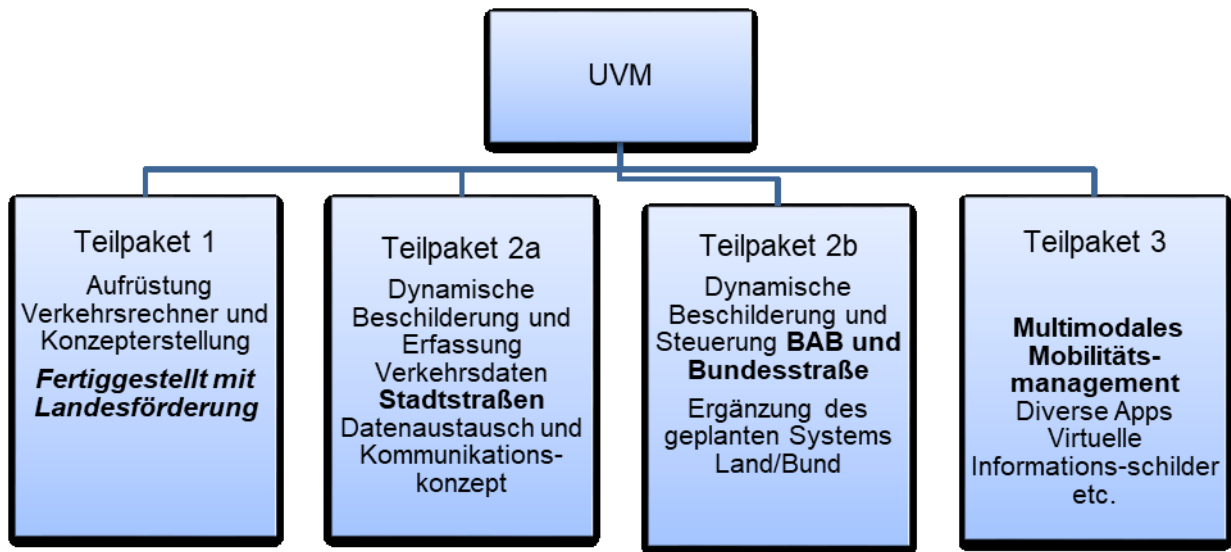 UVM
Teilpaket 1
Aufrüstung
Verkehrsrechner und
Konzepterstellung
Fertiggestellt mit
Landesförderung
Teilpaket 2a
Dynamische
Beschilderung und
Erfassung
Verkehrsdaten
Stadtstraßen
Datenaustausch und
Kommunikations-
konzept
Teilpaket 2b
Dynamische
Beschilderung und
Steuerung BAB und
Bundesstraße
Ergänzung des
geplanten Systems
Land/Bund
Teilpaket 3
Multimodales
Mobilitäts-
management
Diverse Apps
Virtuelle
Informations-schilder
etc.